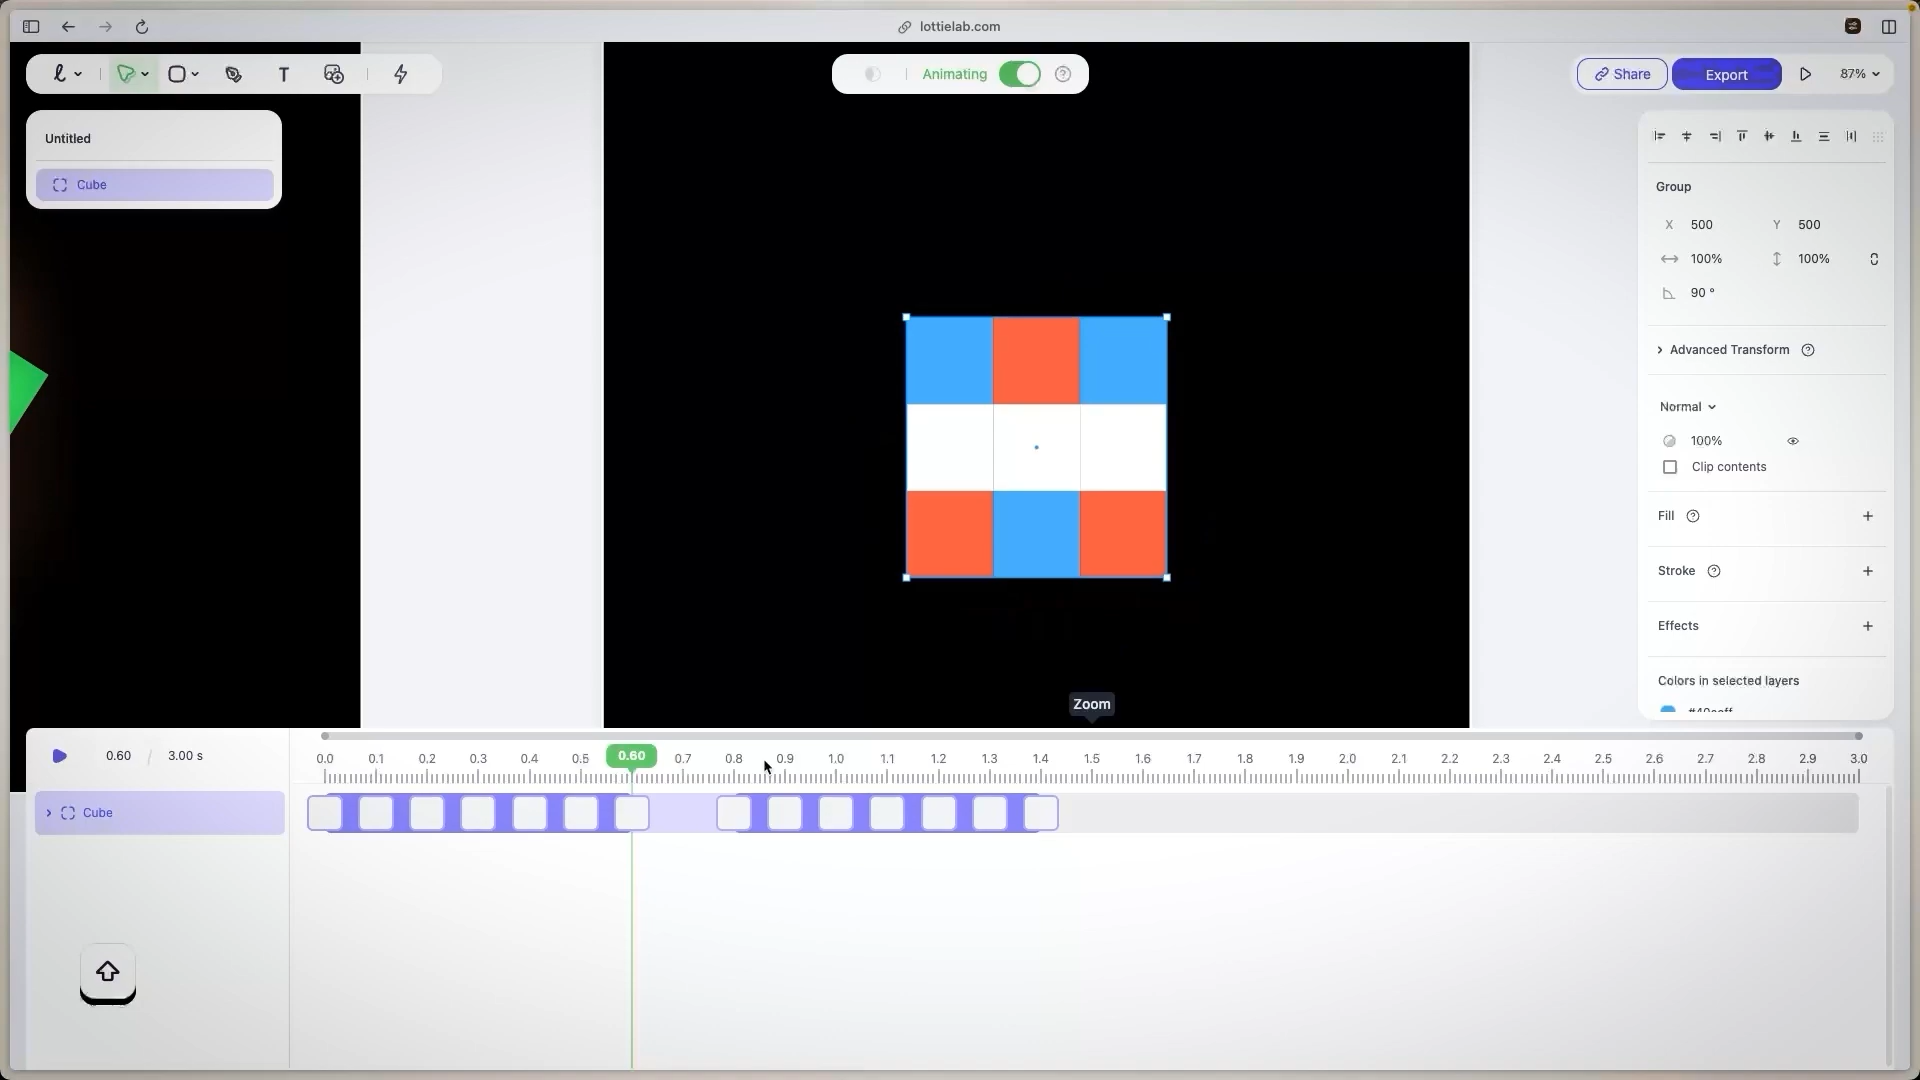 lottielab.com
T
Animating
Share
Export
87%
Untitled
Cube
Group
X 500 Y 500
100% 100%
90 °
Advanced Transform
Normal
100%
Clip contents
Fill
Stroke
Effects
Colors in selected layers
Zoom
0.60 / 3.00 s
0.0 0.1 0.2 0.3 0.4 0.5 0.60 0.7 0.8 0.9 1.0 1.1 1.2 1.3 1.4 1.5 1.6 1.7 1.8 1.9 2.0 2.1 2.2 2.3 2.4 2.5 2.6 2.7 2.8 2.9 3.0
Cube